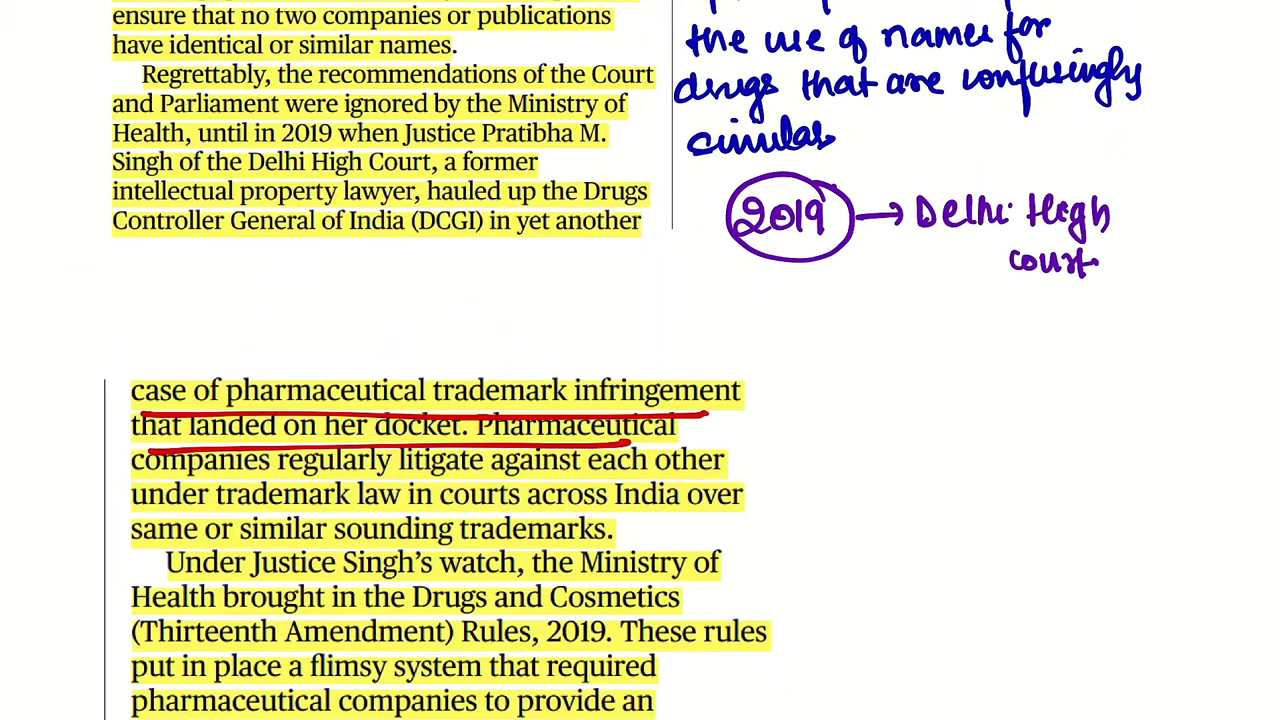 ensure that no two companies or publications
have identical or similar names.
Regrettably, the recommendations of the Court
and Parliament were ignored by the Ministry of
Health, until in 2019 when Justice Pratibha M.
Singh of the Delhi High Court, a former
intellectual property lawyer, hauled up the Drugs
Controller General of India (DCGI) in yet another
the use of names for
drugs that are confusingly
similar
2019 → Delhi High
court.
case of pharmaceutical trademark infringement
that landed on her docket. Pharmaceutical
companies regularly litigate against each other
under trademark law in courts across India over
same or similar sounding trademarks.
Under Justice Singh’s watch, the Ministry of
Health brought in the Drugs and Cosmetics
(Thirteenth Amendment) Rules, 2019. These rules
put in place a flimsy system that required
pharmaceutical companies to provide an